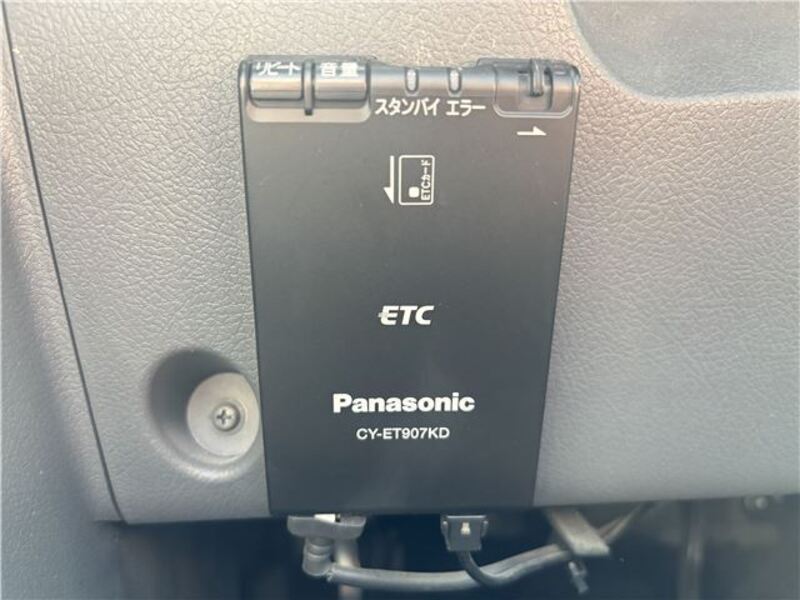 リピート 音量
スタンバイ エラー
ETCカード
ETC
Panasonic
CY-ET907KD